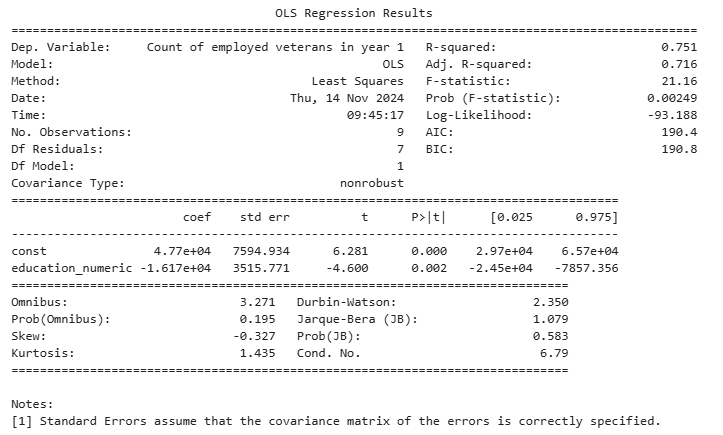 OLS Regression Results
==============================================================================================
Dep. Variable: Count of employed veterans in year 1 R-squared: 0.751
Model: OLS Adj. R-squared: 0.716
Method: Least Squares F-statistic: 21.16
Date: Thu, 14 Nov 2024 Prob (F-statistic): 0.00249
Time: 09:45:17 Log-Likelihood: -93.188
No. Observations: 9 AIC: 190.4
Df Residuals: 7 BIC: 190.8
Df Model: 1
Covariance Type: nonrobust
===================================================================================
coef std err t P>|t| [0.025 0.975]
-----------------------------------------------------------------------------------
const 4.77e+04 7594.934 6.281 0.000 2.97e+04 6.57e+04
education_numeric -1.617e+04 3515.771 -4.600 0.002 -2.45e+04 -7857.356
============================================================================
Omnibus: 3.271 Durbin-Watson: 2.350
Prob(Omnibus): 0.195 Jarque-Bera (JB): 1.079
Skew: -0.327 Prob(JB): 0.583
Kurtosis: 1.435 Cond. No. 6.79
============================================================================
Notes:
[1] Standard Errors assume that the covariance matrix of the errors is correctly specified.